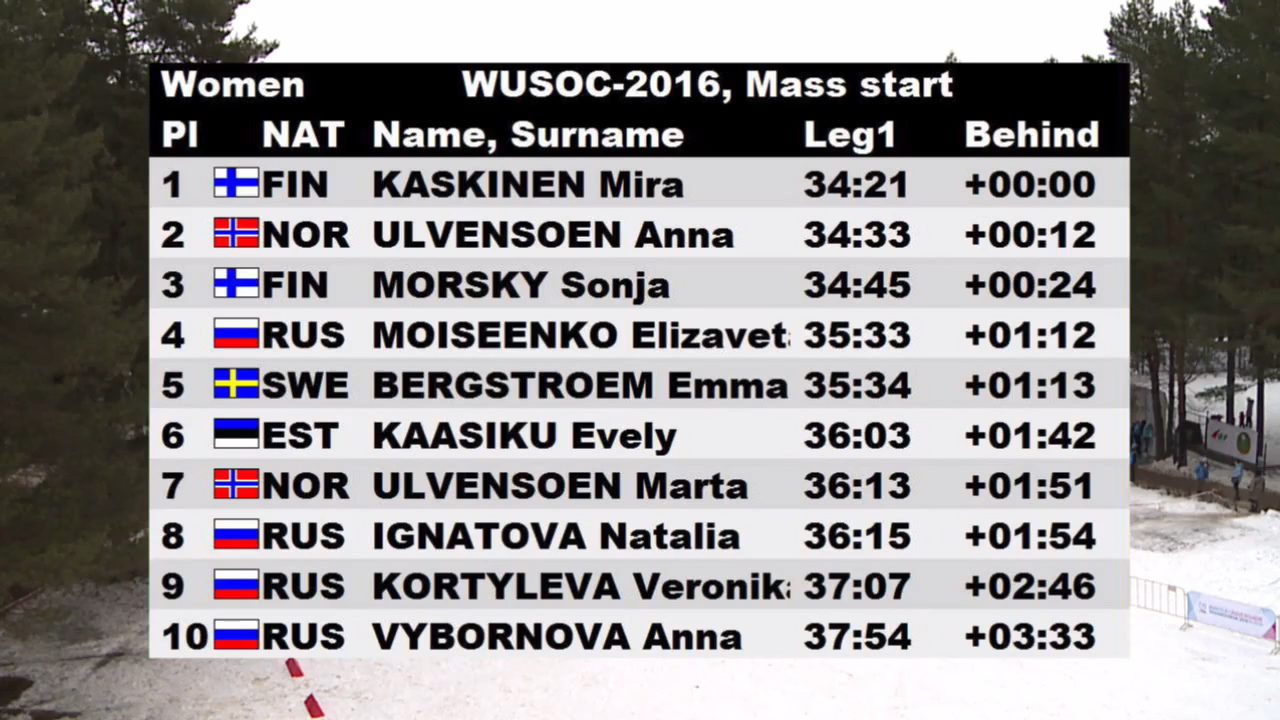 Women WUSOC-2016, Mass start
Pl NAT Name, Surname Leg1 Behind
1 FIN KASKINEN Mira 34:21 +00:00
2 NOR ULVENSOEN Anna 34:33 +00:12
3 FIN MORSKY Sonja 34:45 +00:24
4 RUS MOISEENKO Elizavet 35:33 +01:12
5 SWE BERGSTROEM Emma 35:34 +01:13
6 EST KAASIKU Evely 36:03 +01:42
7 NOR ULVENSOEN Marta 36:13 +01:51
8 RUS IGNATOVA Natalia 36:15 +01:54
9 RUS KORTYLEVA Veronika 37:07 +02:46
10 RUS VYBORNOVA Anna 37:54 +03:33